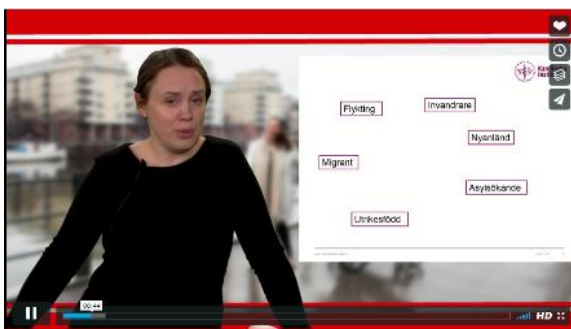 Flykting
Invandrare
Nyanländ
Migrant
Asylsökande
Utrikesfödd
00:44
HD